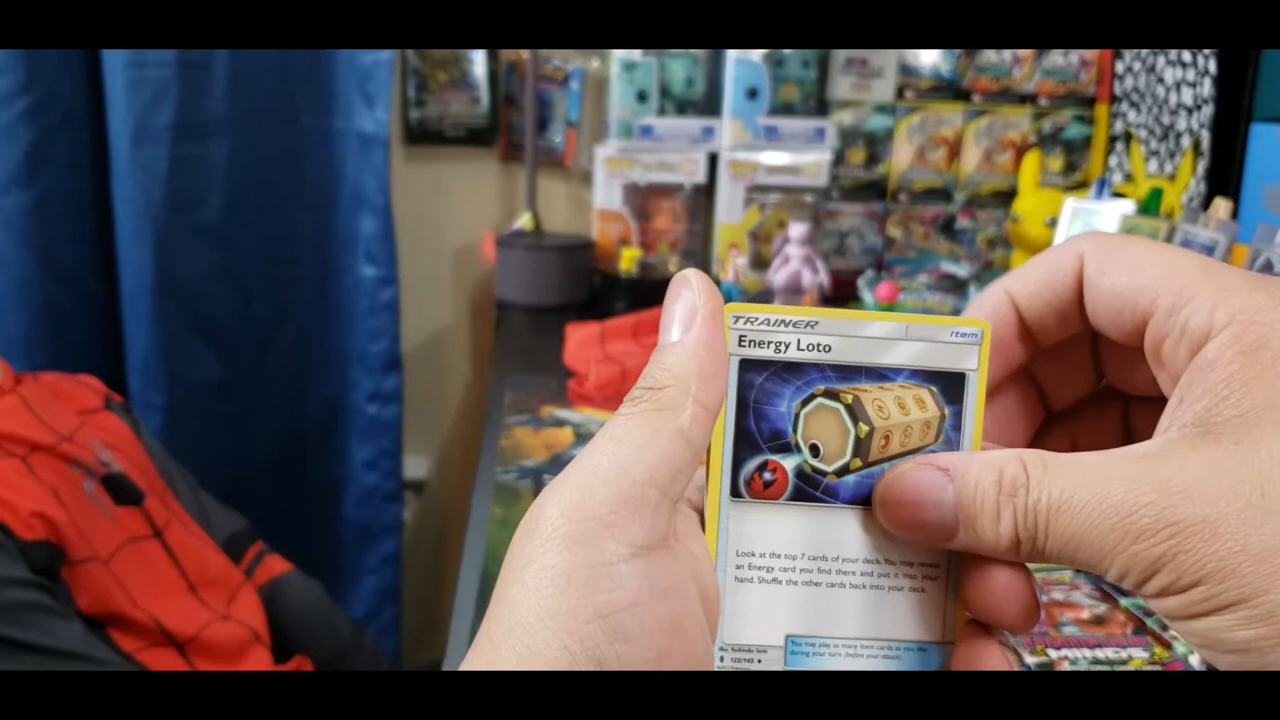 TRAINER
Item
Energy Loto
Look at the top 7 cards of your deck. You may reveal
an Energy card you find there and put it into your
hand. Shuffle the other cards back into your deck.
You may play as many Item cards as you like
during your turn (before your attack).
122/145
MINDS